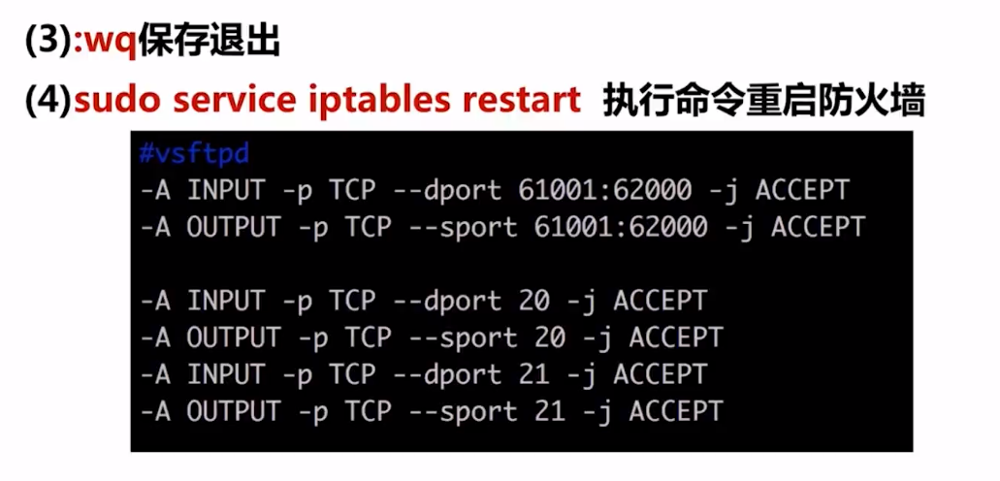 (3):wq保存退出
(4)sudo service iptables restart 执行命令重启防火墙
#vsftpd
-A INPUT -p TCP --dport 61001:62000 -j ACCEPT
-A OUTPUT -p TCP --sport 61001:62000 -j ACCEPT
-A INPUT -p TCP --dport 20 -j ACCEPT
-A OUTPUT -p TCP --sport 20 -j ACCEPT
-A INPUT -p TCP --dport 21 -j ACCEPT
-A OUTPUT -p TCP --sport 21 -j ACCEPT